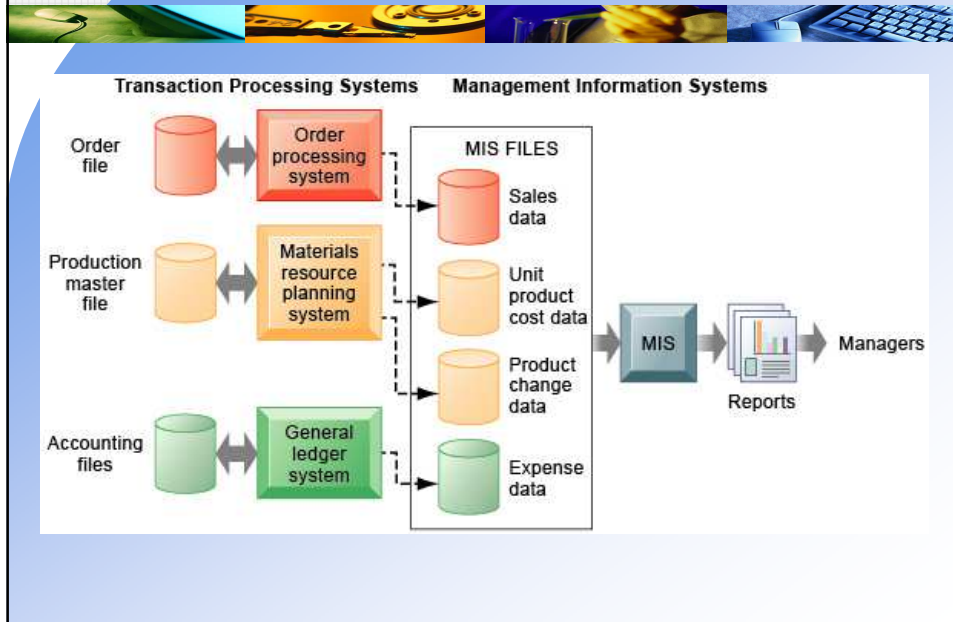 Transaction Processing Systems
Management Information Systems
Order
file
Order
processing
system
MIS FILES
Sales
data
Production
master
file
Materials
resource
planning
system
Unit
product
cost data
Product
change
data
MIS
Reports
Managers
Accounting
files
General
ledger
system
Expense
data